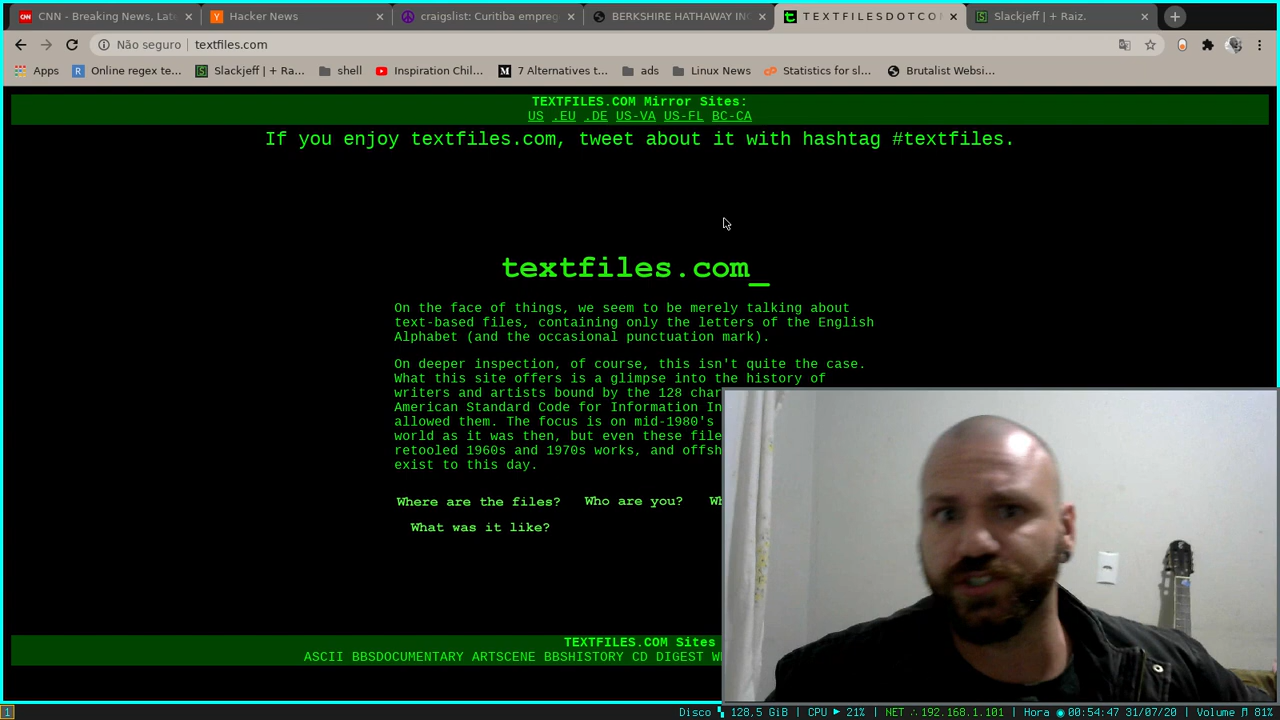 CNN - Breaking News, Late
Hacker News
craigslist: Curitiba empreg
BERKSHIRE HATHAWAY INC
T E X T F I L E S D O T C O
Slackjeff | + Raiz.
Não seguro | textfiles.com
Apps
Online regex te…
Slackjeff | + Ra…
shell
Inspiration Chil…
7 Alternatives t…
ads
Linux News
Statistics for sl…
Brutalist Websi…
TEXTFILES.COM Mirror Sites:
US .EU .DE US-VA US-FL BC-CA
If you enjoy textfiles.com, tweet about it with hashtag #textfiles.
textfiles.com_
On the face of things, we seem to be merely talking about
text-based files, containing only the letters of the English
Alphabet (and the occasional punctuation mark).
On deeper inspection, of course, this isn't quite the case.
What this site offers is a glimpse into the history of
writers and artists bound by the 128 char
American Standard Code for Information In
allowed them. The focus is on mid-1980's
world as it was then, but even these file
retooled 1960s and 1970s works, and offsh
exist to this day.
Where are the files? Who are you? Wh
What was it like?
TEXTFILES.COM Sites
ASCII BBSDOCUMENTARY ARTSCENE BBSHISTORY CD DIGEST W
1
Disco 128,5 GiB | CPU 21% | NET 192.168.1.101 | Hora 00:54:47 31/07/20 | Volume 81%